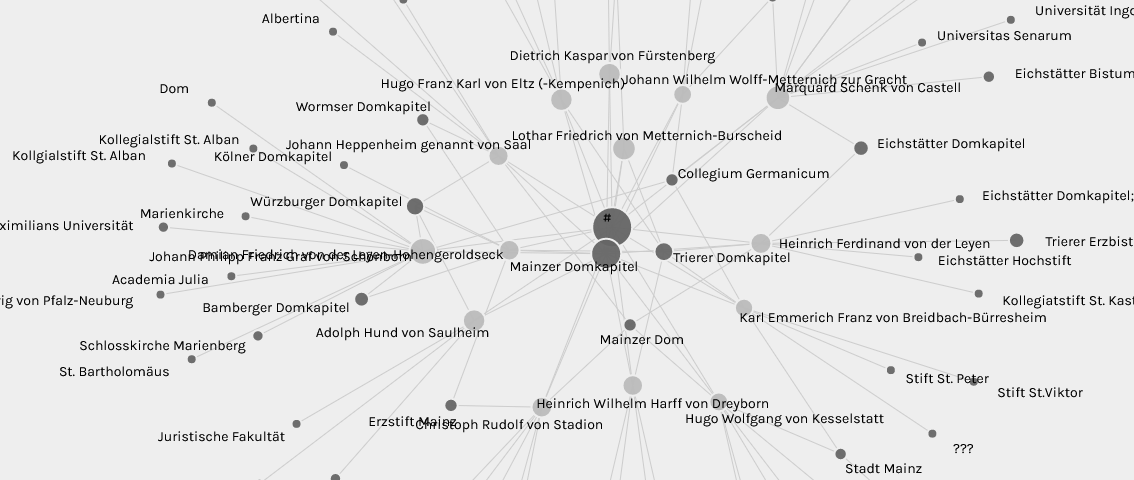 Universität Ingo
Albertina
Universitas Senarum
Dietrich Kaspar von Fürstenberg
Eichstätter Bistum
Johann Wilhelm Wolff-Metternich zur Gracht
Hugo Franz Karl von Eltz (-Kempenich)
Marquard Schenk von Castell
Dom
Wormser Domkapitel
Lothar Friedrich von Metternich-Burscheid
Kollegialstift St. Alban
Eichstätter Domkapitel
Johann Heppenheim genannt von Saal
Kollgialstift St. Alban
Kölner Domkapitel
Collegium Germanicum
Eichstätter Domkapitel;
Würzburger Domkapitel
Marienkirche
#
ximilians Universität
Trierer Erzbist
Heinrich Ferdinand von der Leyen
Damian Friedrich von der Leyen-Hohengeroldseck
Johann Philipp Franz Graf von Schönborn
Trierer Domkapitel
Eichstätter Hochstift
Mainzer Domkapitel
Academia Julia
rig von Pfalz-Neuburg
Kollegiatstift St. Kast
Bamberger Domkapitel
Karl Emmerich Franz von Breidbach-Bürresheim
Adolph Hund von Saulheim
Mainzer Dom
Schlosskirche Marienberg
St. Bartholomäus
Stift St. Peter
Stift St.Viktor
Heinrich Wilhelm Harff von Dreyborn
Hugo Wolfgang von Kesselstatt
Erzstift Mainz
Christoph Rudolf von Stadion
Juristische Fakultät
???
Stadt Mainz